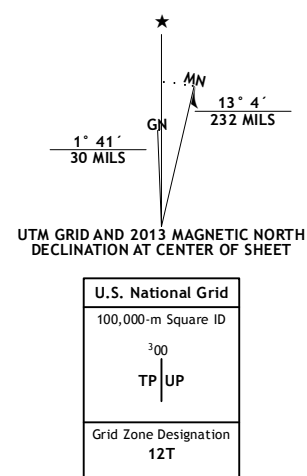 MN
GN
13° 4´
232 MILS
1° 41´
30 MILS
UTM GRID AND 2013 MAGNETIC NORTH
DECLINATION AT CENTER OF SHEET
U.S. National Grid
100,000-m Square ID
³00
TP UP
Grid Zone Designation
12T